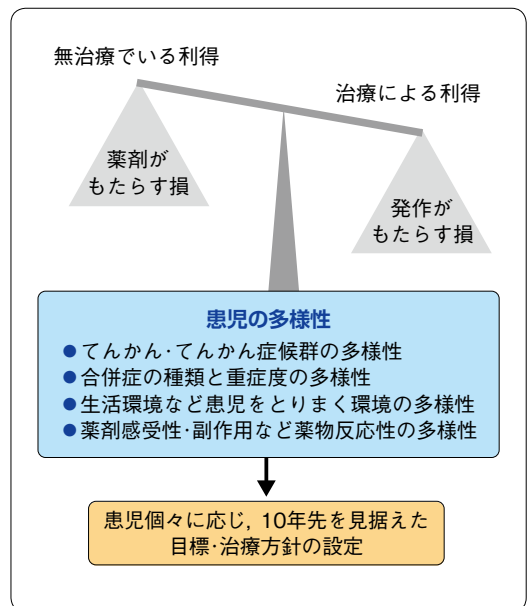 無治療でいる利得
治療による利得
薬剤が
もたらす損
発作が
もたらす損
患児の多様性
●てんかん・てんかん症候群の多様性
●合併症の種類と重症度の多様性
●生活環境など患児をとりまく環境の多様性
●薬剤感受性・副作用など薬物反応性の多様性
患児個々に応じ，10年先を見据えた
目標・治療方針の設定